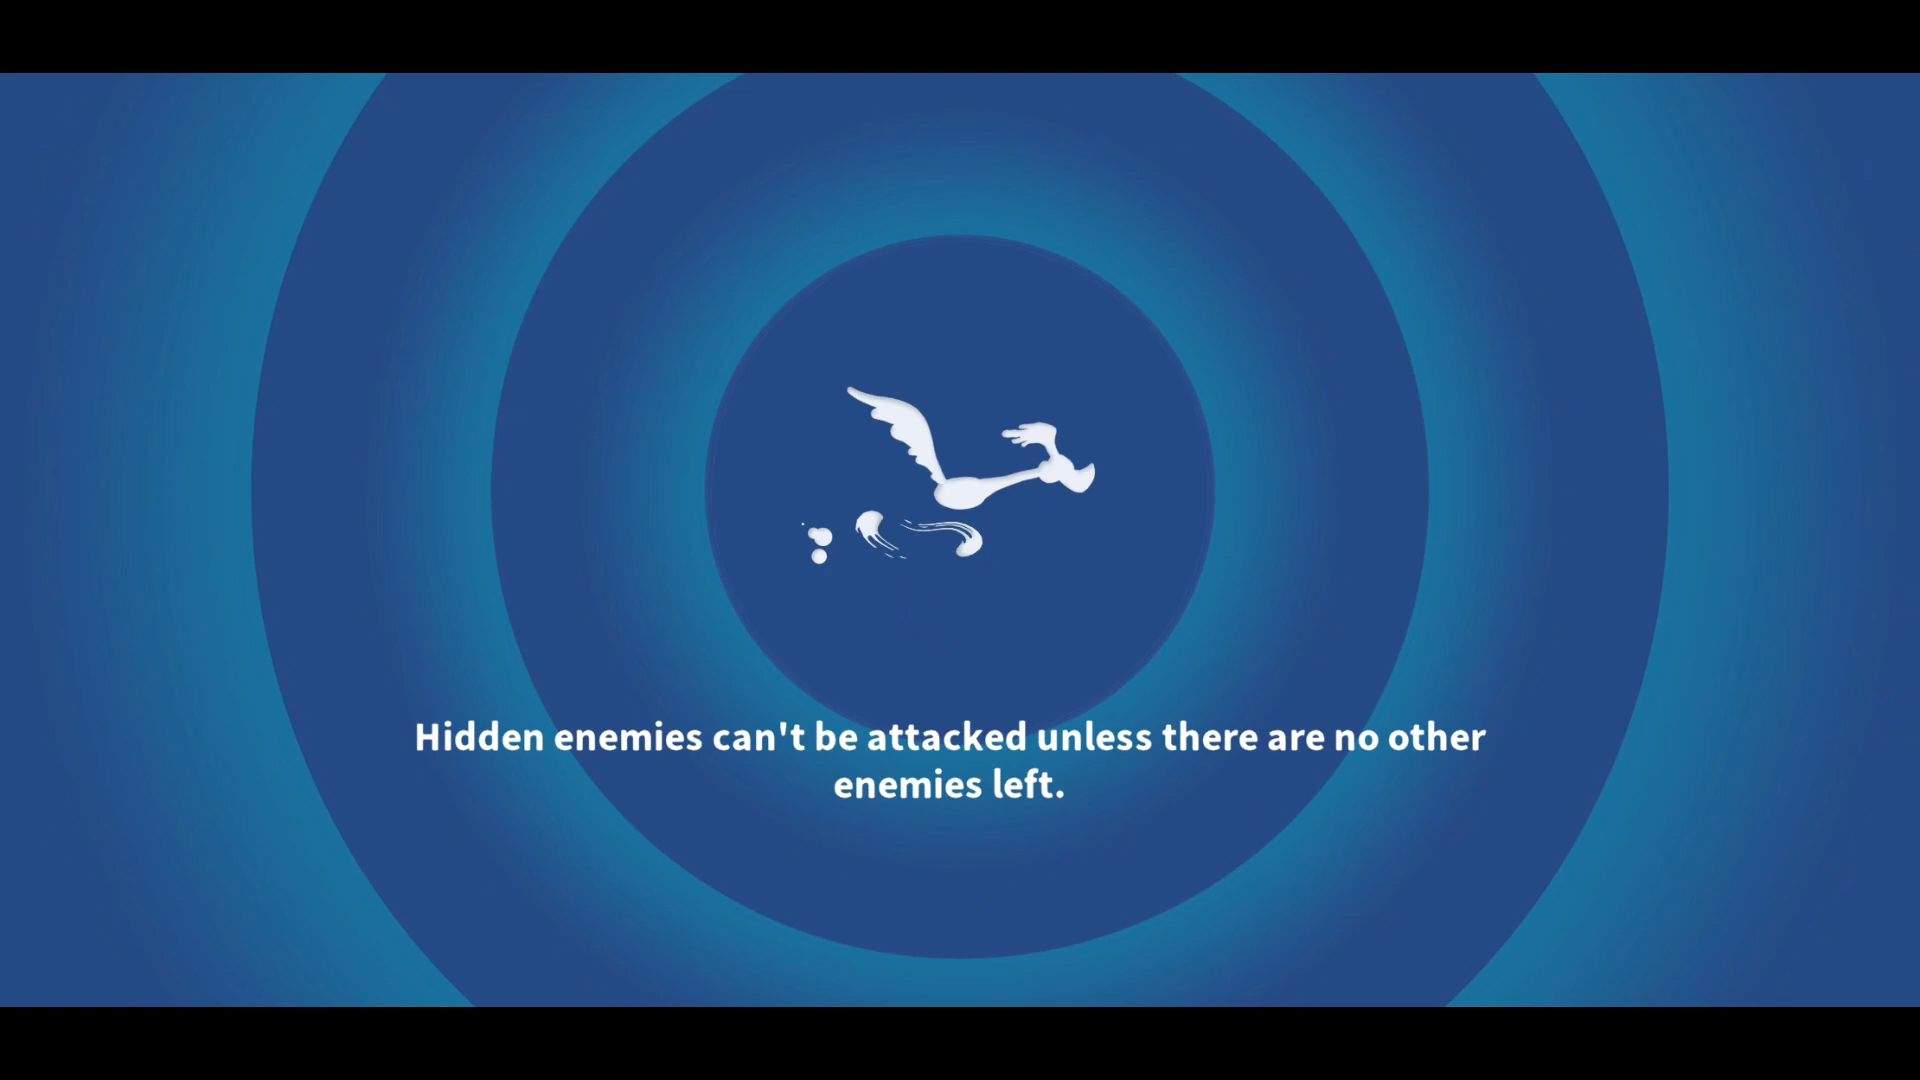 Hidden enemies can't be attacked unless there are no other
enemies left.